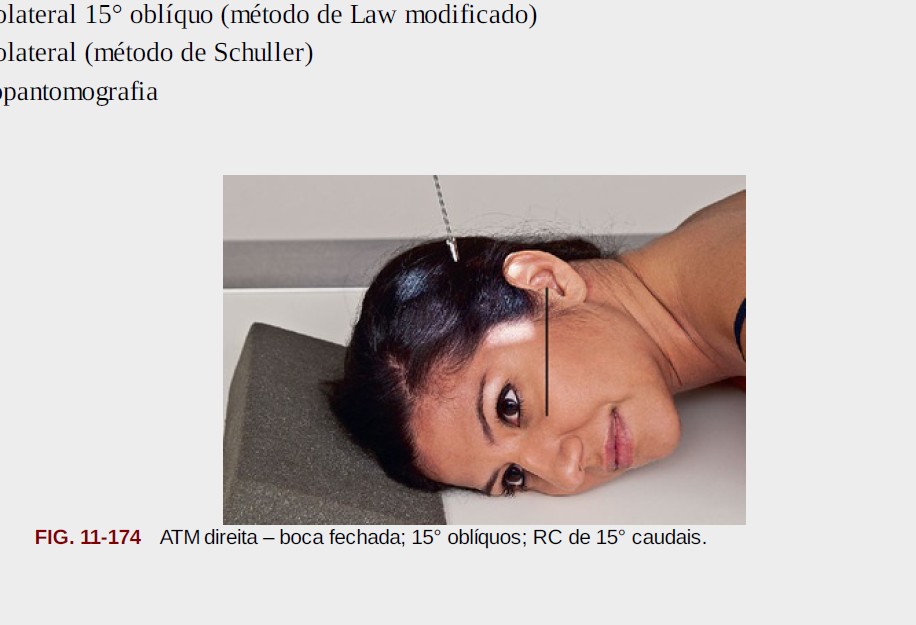 olateral 15° oblíquo (método de Law modificado)
olateral (método de Schuller)
opantomografia
FIG. 11-174 ATM direita – boca fechada; 15° oblíquos; RC de 15° caudais.